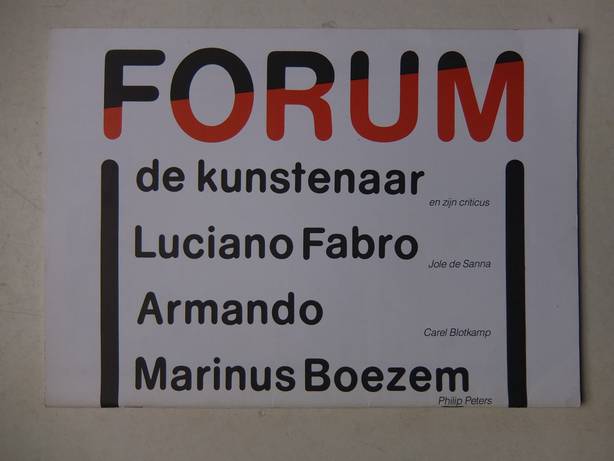 FORUM
de kunstenaar
en zijn criticus
Luciano Fabro
Jole de Sanna
Armando
Carel Blotkamp
Marinus Boezem
Philip Peters